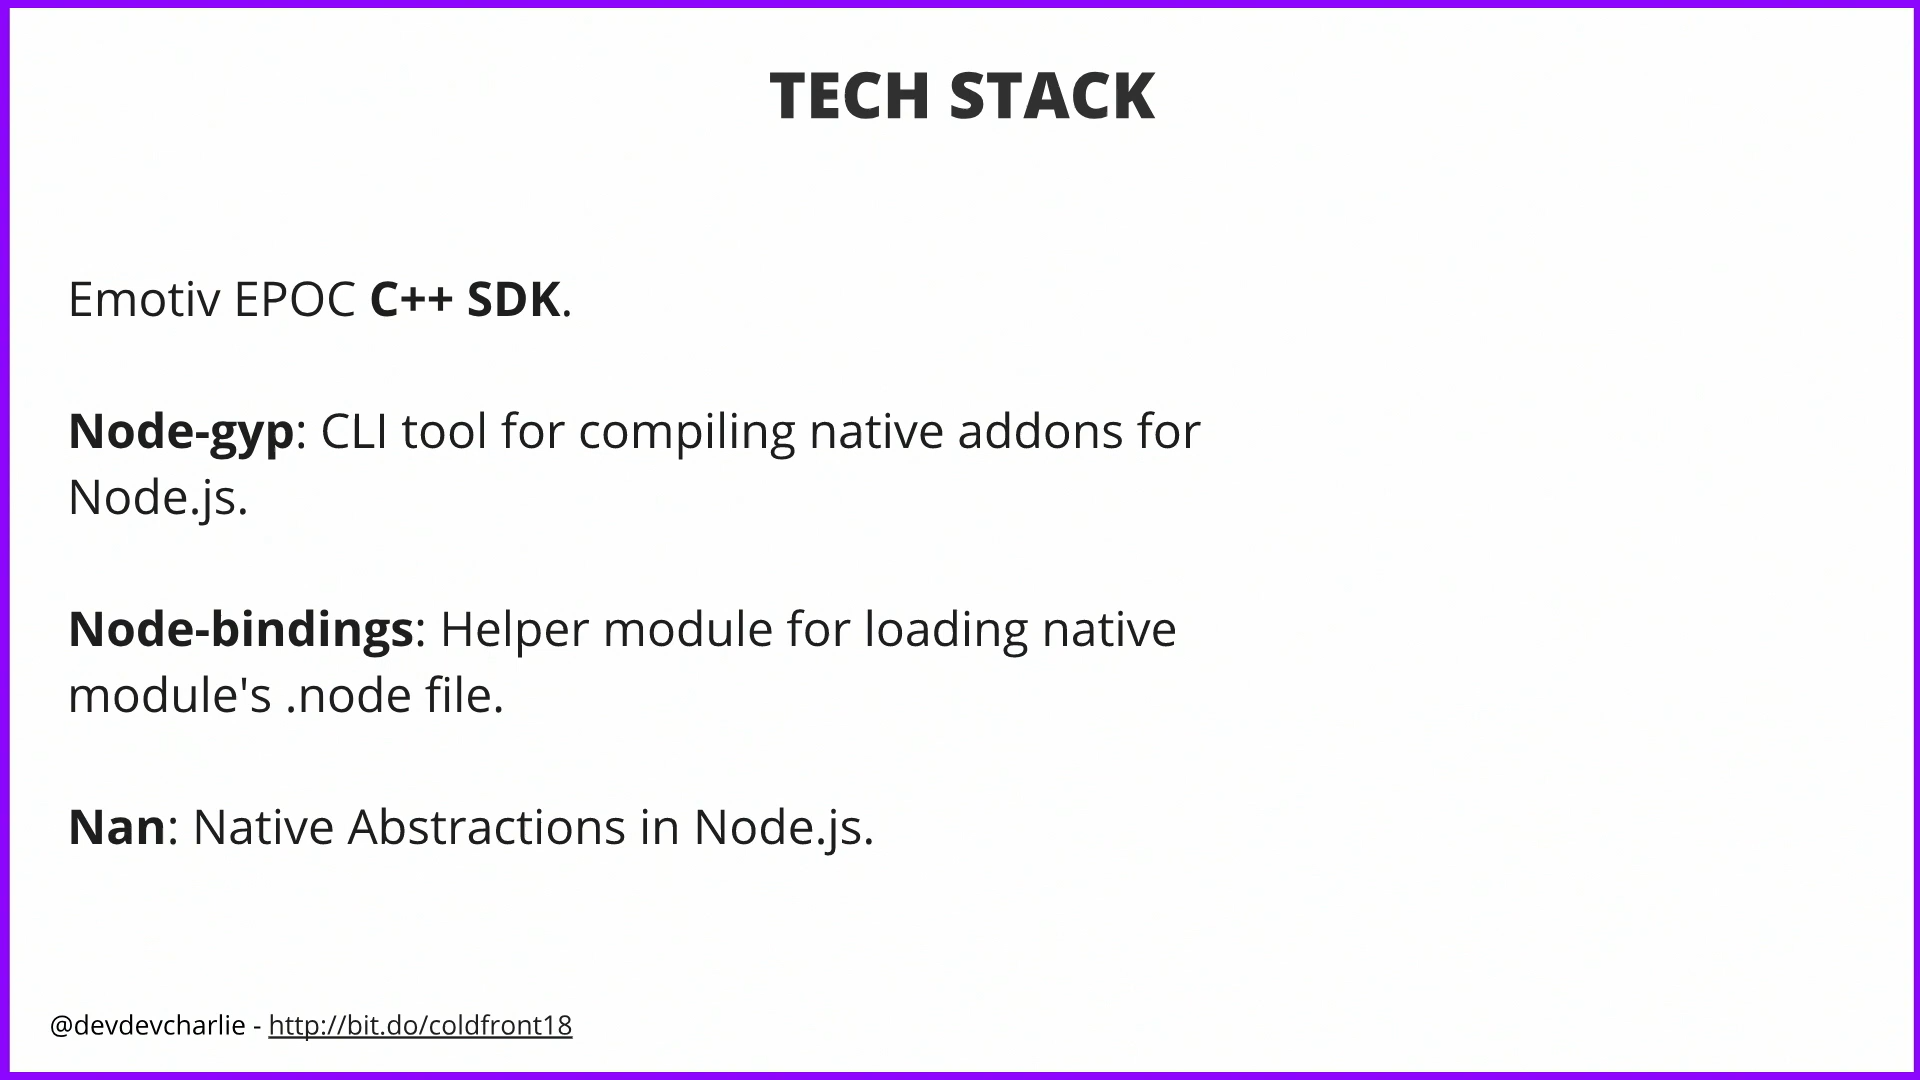 TECH STACK
Emotiv EPOC C++ SDK.
Node-gyp: CLI tool for compiling native addons for
Node.js.
Node-bindings: Helper module for loading native
module's .node file.
Nan: Native Abstractions in Node.js.
@devdevcharlie - http://bit.do/coldfront18